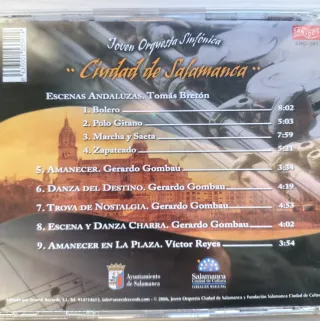 Joven Orquesta Sinfónica
" Ciudad de Salamanca "
ESCENAS ANDALUZAS. Tomás Bretón
1. Bolero 8:02
2. Polo Gitano 5:03
3. Marcha y Saeta 7:59
4. Zapateado 5:21
5. AMANECER. Gerardo Gombau 3:34
6. DANZA DEL DESTINO. Gerardo Gombau 4:19
7. TROVA DE NOSTALGIA. Gerardo Gombau 4:53
8. ESCENA Y DANZA CHARRA. Gerardo Gombau 4:02
9. AMANECER EN LA PLAZA. Víctor Reyes 3:54
Ayuntamiento
de Salamanca
Salamanca
Ciudad de Cultura